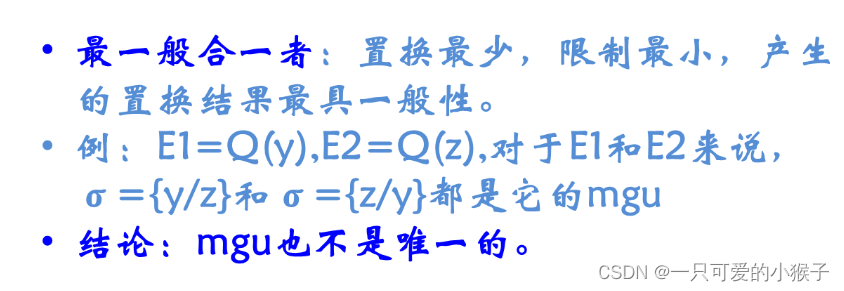 • 最一般合一者：置换最少，限制最小，产生
的置换结果最具一般性。
• 例：E1=Q(y),E2=Q(z),对于E1和E2来说，
σ={y/z}和 σ={z/y}都是它的mgu
• 结论：mgu也不是唯一的。
CSDN @一只可爱的小猴子